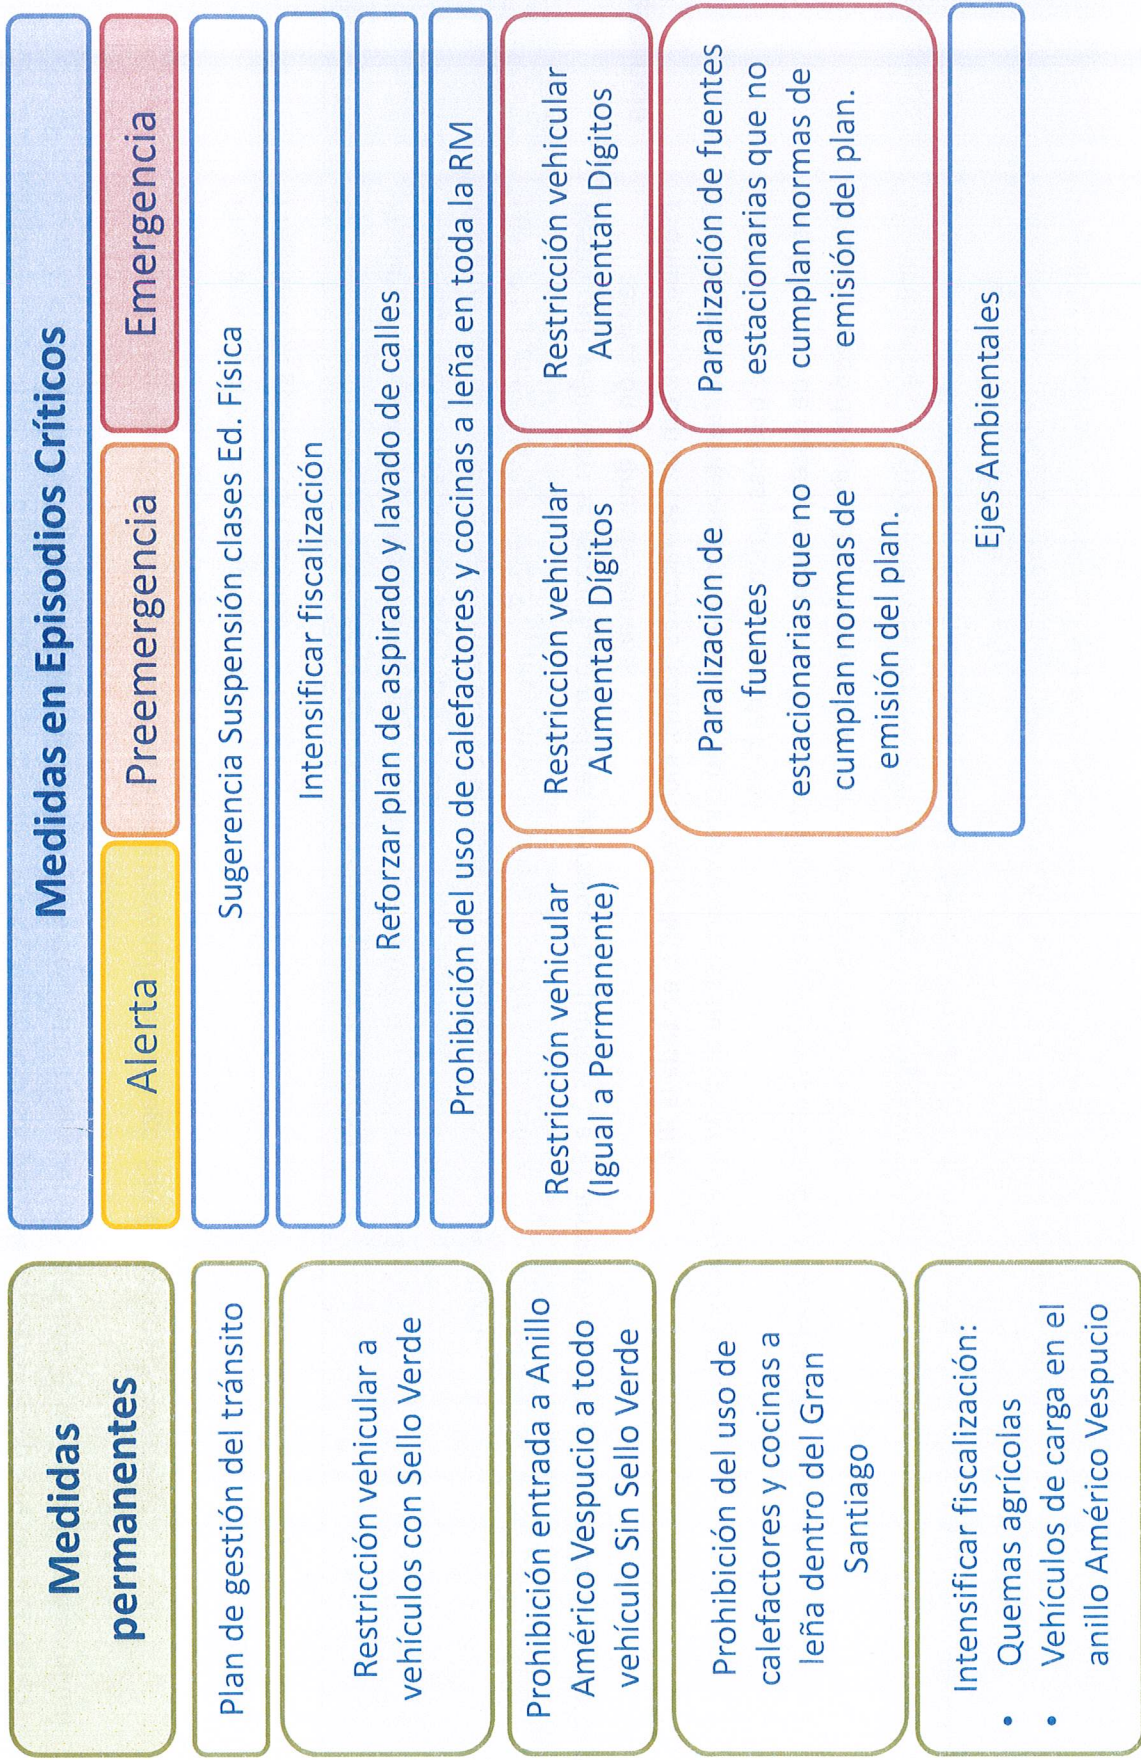 Medidas
permanentes
Plan de gestión del tránsito
Restricción vehicular a
vehículos con Sello Verde
Prohibición entrada a Anillo
Américo Vespucio a todo
vehículo Sin Sello Verde
Prohibición del uso de
calefactores y cocinas a
leña dentro del Gran
Santiago
Intensificar fiscalización:
• Quemas agrícolas
• Vehículos de carga en el
anillo Américo Vespucio
Medidas en Episodios Críticos
Alerta
Preemergencia
Emergencia
Sugerencia Suspensión clases Ed. Física
Intensificar fiscalización
Reforzar plan de aspirado y lavado de calles
Prohibición del uso de calefactores y cocinas a leña en toda la RM
Restricción vehicular
(Igual a Permanente)
Restricción vehicular
Aumentan Dígitos
Restricción vehicular
Aumentan Dígitos
Paralización de
fuentes
estacionarias que no
cumplan normas de
emisión del plan.
Paralización de fuentes
estacionarias que no
cumplan normas de
emisión del plan.
Ejes Ambientales